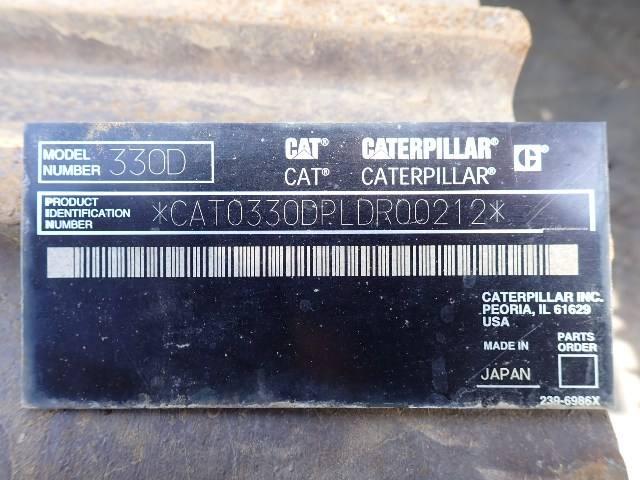 MODEL NUMBER 330D
CAT® CATERPILLAR® C
CAT® CATERPILLAR®
PRODUCT IDENTIFICATION NUMBER *CAT0330DPLDR00212*
CATERPILLAR INC.
PEORIA, IL 61629
USA
MADE IN PARTS ORDER
JAPAN
239-6986X